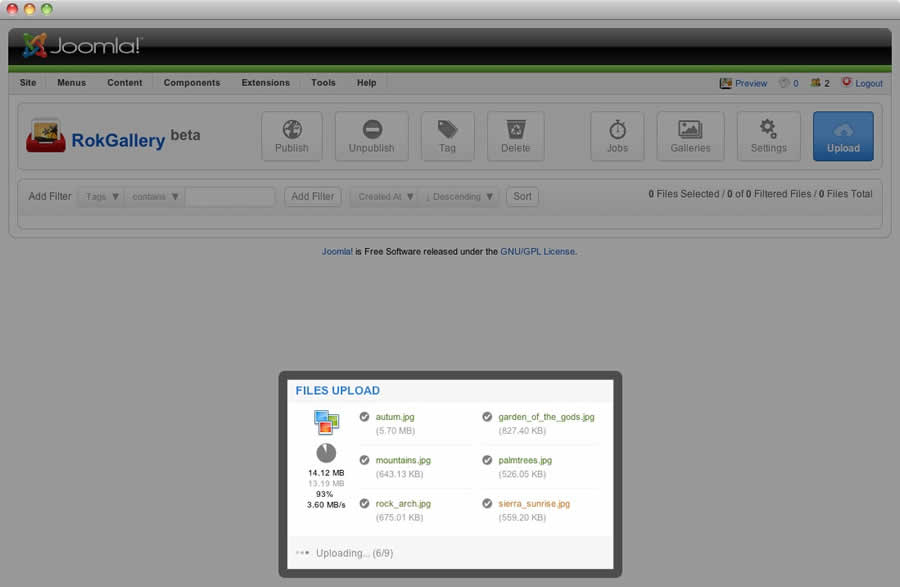 Joomla!
Site Menus Content Components Extensions Tools Help Preview 0 2 Logout
RokGallery beta
Publish Unpublish Tag Delete Jobs Galleries Settings Upload
Add Filter Tags ▼ contains ▼ Add Filter Created At ▼ ↓ Descending ▼ Sort 0 Files Selected / 0 of 0 Filtered Files / 0 Files Total
Joomla! is Free Software released under the GNU/GPL License.
FILES UPLOAD
14.12 MB
13.19 MB
93%
3.60 MB/s
autum.jpg
(5.70 MB)
garden_of_the_gods.jpg
(827.40 KB)
mountains.jpg
(643.13 KB)
palmtrees.jpg
(526.05 KB)
rock_arch.jpg
(675.01 KB)
sierra_sunrise.jpg
(559.20 KB)
Uploading... (6/9)